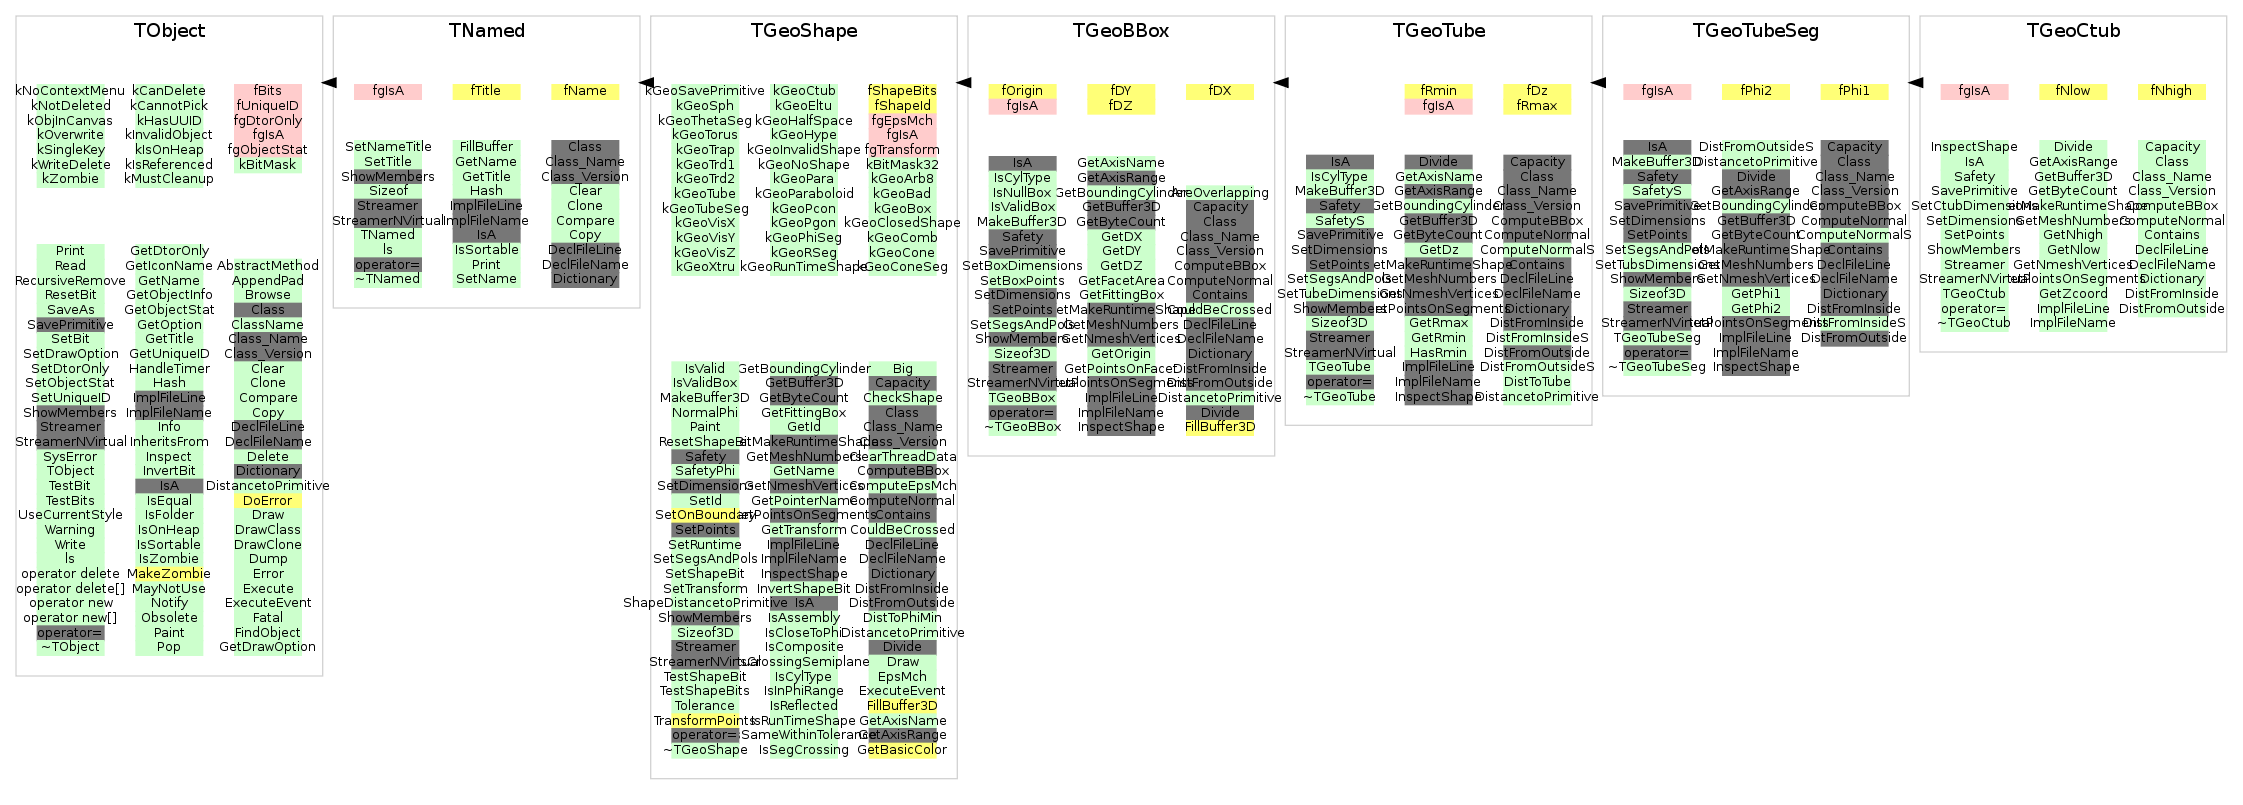 TObject
kNoContextMenu
kNotDeleted
kObjInCanvas
kOverwrite
kSingleKey
kWriteDelete
kZombie
kCanDelete
kCannotPick
kHasUUID
kInvalidObject
kIsOnHeap
kIsReferenced
kMustCleanup
fBits
fUniqueID
fgDtorOnly
fgIsA
fgObjectStat
kBitMask
Print
Read
RecursiveRemove
ResetBit
SaveAs
SavePrimitive
SetBit
SetDrawOption
SetDtorOnly
SetObjectStat
SetUniqueID
ShowMembers
Streamer
StreamerNVirtual
SysError
TObject
TestBit
TestBits
UseCurrentStyle
Warning
Write
ls
operator delete
operator delete[]
operator new
operator new[]
operator=
~TObject
GetDtorOnly
GetIconName
GetName
GetObjectInfo
GetObjectStat
GetOption
GetTitle
GetUniqueID
HandleTimer
Hash
ImplFileLine
ImplFileName
Info
InheritsFrom
Inspect
InvertBit
IsA
IsEqual
IsFolder
IsOnHeap
IsSortable
IsZombie
MakeZombie
MayNotUse
Notify
Obsolete
Paint
Pop
AbstractMethod
AppendPad
Browse
Class
ClassName
Class_Name
Class_Version
Clear
Clone
Compare
Copy
DeclFileLine
DeclFileName
Delete
Dictionary
DistancetoPrimitive
DoError
Draw
DrawClass
DrawClone
Dump
Error
Execute
ExecuteEvent
Fatal
FindObject
GetDrawOption
TNamed
fgIsA
fTitle
fName
SetNameTitle
SetTitle
ShowMembers
Sizeof
Streamer
StreamerNVirtual
TNamed
ls
operator=
~TNamed
FillBuffer
GetName
GetTitle
Hash
ImplFileLine
ImplFileName
IsA
IsSortable
Print
SetName
Class
Class_Name
Class_Version
Clear
Clone
Compare
Copy
DeclFileLine
DeclFileName
Dictionary
TGeoShape
kGeoSavePrimitive
kGeoSph
kGeoThetaSeg
kGeoTorus
kGeoTrap
kGeoTrd1
kGeoTrd2
kGeoTube
kGeoTubeSeg
kGeoVisX
kGeoVisY
kGeoVisZ
kGeoXtru
kGeoCtub
kGeoEltu
kGeoHalfSpace
kGeoHype
kGeoInvalidShape
kGeoNoShape
kGeoPara
kGeoParaboloid
kGeoPcon
kGeoPgon
kGeoPhiSeg
kGeoRSeg
kGeoRunTimeShape
fShapeBits
fShapeId
fgEpsMch
fgIsA
fgTransform
kBitMask32
kGeoArb8
kGeoBad
kGeoBox
kGeoClosedShape
kGeoComb
kGeoCone
kGeoConeSeg
IsValid
IsValidBox
MakeBuffer3D
NormalPhi
Paint
ResetShapeBit
Safety
SafetyPhi
SetDimensions
SetId
SetOnBoundary
SetPoints
SetRuntime
SetSegsAndPols
SetShapeBit
SetTransform
ShapeDistancetoPrimitive
ShowMembers
Sizeof3D
Streamer
StreamerNVirtual
TestShapeBit
TestShapeBits
Tolerance
TransformPoints
operator=
~TGeoShape
GetBoundingCylinder
GetBuffer3D
GetByteCount
GetFittingBox
GetId
GetMakeRuntimeShape
GetMeshNumbers
GetName
GetNmeshVertices
GetPointerName
GetPointsOnSegments
GetTransform
ImplFileLine
ImplFileName
InspectShape
InvertShapeBit
IsA
IsAssembly
IsCloseToPhi
IsComposite
IsCrossingSemiplane
IsCylType
IsInPhiRange
IsReflected
IsRunTimeShape
IsSameWithinTolerance
IsSegCrossing
Big
Capacity
CheckShape
Class
Class_Name
Class_Version
ClearThreadData
ComputeBBox
ComputeEpsMch
ComputeNormal
Contains
CouldBeCrossed
DeclFileLine
DeclFileName
Dictionary
DistFromInside
DistFromOutside
DistToPhiMin
DistancetoPrimitive
Divide
Draw
EpsMch
ExecuteEvent
FillBuffer3D
GetAxisName
GetAxisRange
GetBasicColor
TGeoBBox
fOrigin
fgIsA
fDY
fDZ
fDX
IsA
IsCylType
IsNullBox
IsValidBox
MakeBuffer3D
Safety
SavePrimitive
SetBoxDimensions
SetBoxPoints
SetDimensions
SetPoints
SetSegsAndPols
ShowMembers
Sizeof3D
Streamer
StreamerNVirtual
TGeoBBox
operator=
~TGeoBBox
GetAxisName
GetAxisRange
GetBoundingCylinder
GetBuffer3D
GetByteCount
GetDX
GetDY
GetDZ
GetFacetArea
GetFittingBox
GetMakeRuntimeShape
GetMeshNumbers
GetNmeshVertices
GetOrigin
GetPointsOnFacet
GetPointsOnSegments
ImplFileLine
ImplFileName
InspectShape
AreOverlapping
Capacity
Class
Class_Name
Class_Version
ComputeBBox
ComputeNormal
Contains
CouldBeCrossed
DeclFileLine
DeclFileName
Dictionary
DistFromInside
DistFromOutside
DistancetoPrimitive
Divide
FillBuffer3D
TGeoTube
fRmin
fgIsA
fDz
fRmax
IsA
IsCylType
MakeBuffer3D
Safety
SafetyS
SavePrimitive
SetDimensions
SetPoints
SetSegsAndPols
SetTubeDimensions
ShowMembers
Sizeof3D
Streamer
StreamerNVirtual
TGeoTube
operator=
~TGeoTube
Divide
GetAxisName
GetAxisRange
GetBoundingCylinder
GetBuffer3D
GetByteCount
GetDz
GetMakeRuntimeShape
GetMeshNumbers
GetNmeshVertices
GetPointsOnSegments
GetRmax
GetRmin
HasRmin
ImplFileLine
ImplFileName
InspectShape
Capacity
Class
Class_Name
Class_Version
ComputeBBox
ComputeNormal
ComputeNormalS
Contains
DeclFileLine
DeclFileName
Dictionary
DistFromInside
DistFromInsideS
DistFromOutside
DistFromOutsideS
DistToTube
DistancetoPrimitive
TGeoTubeSeg
fgIsA
fPhi2
fPhi1
IsA
MakeBuffer3D
Safety
SafetyS
SavePrimitive
SetDimensions
SetPoints
SetSegsAndPols
SetTubsDimensions
ShowMembers
Sizeof3D
Streamer
StreamerNVirtual
TGeoTubeSeg
operator=
~TGeoTubeSeg
DistFromOutsideS
DistancetoPrimitive
Divide
GetAxisRange
GetBoundingCylinder
GetBuffer3D
GetByteCount
GetMakeRuntimeShape
GetMeshNumbers
GetNmeshVertices
GetPhi1
GetPhi2
GetPointsOnSegments
ImplFileLine
ImplFileName
InspectShape
Capacity
Class
Class_Name
Class_Version
ComputeBBox
ComputeNormal
ComputeNormalS
Contains
DeclFileLine
DeclFileName
Dictionary
DistFromInside
DistFromInsideS
DistFromOutside
TGeoCtub
fgIsA
fNlow
fNhigh
InspectShape
IsA
Safety
SavePrimitive
SetCtubDimensions
SetDimensions
SetPoints
ShowMembers
Streamer
StreamerNVirtual
TGeoCtub
operator=
~TGeoCtub
Divide
GetAxisRange
GetBuffer3D
GetByteCount
GetMakeRuntimeShape
GetMeshNumbers
GetNhigh
GetNlow
GetNmeshVertices
GetPointsOnSegments
GetZcoord
ImplFileLine
ImplFileName
Capacity
Class
Class_Name
Class_Version
ComputeBBox
ComputeNormal
Contains
DeclFileLine
DeclFileName
Dictionary
DistFromInside
DistFromOutside